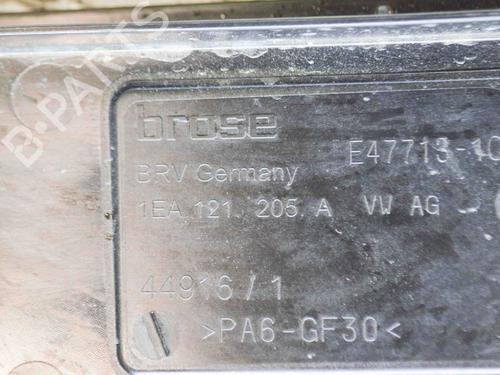 B-PARTS
brose
E47713-10
BRV Germany
1EA.121.205.A VW AG
44916/1
>PA6-GF30<